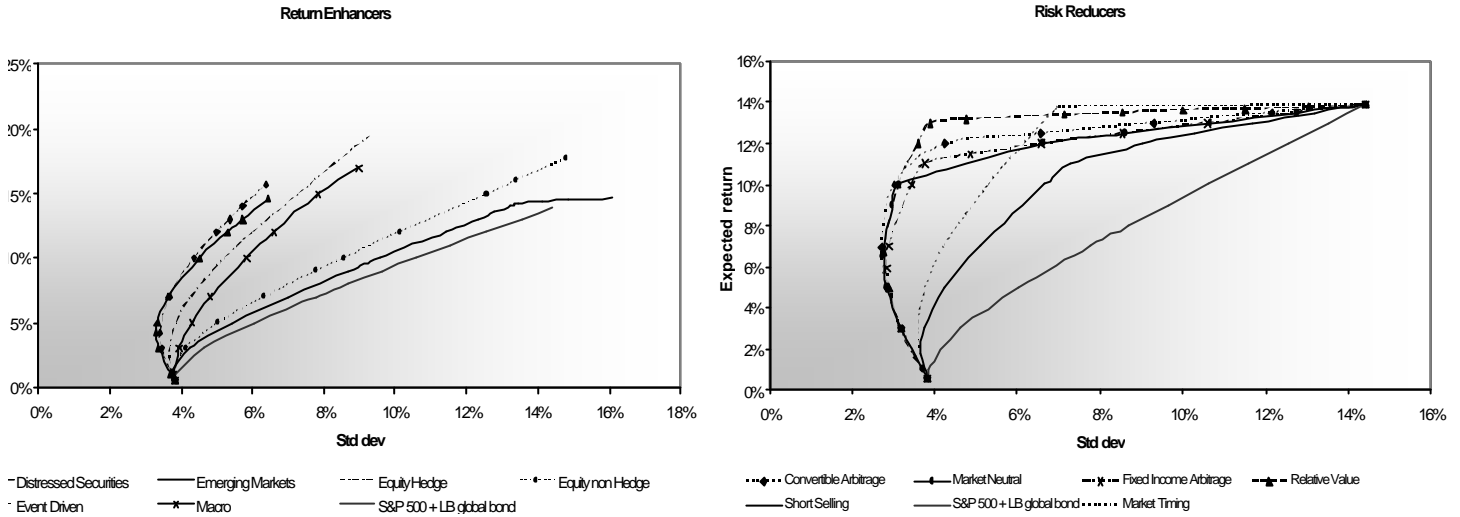 Return Enhancers
25%
20%
15%
10%
5%
0%
0% 2% 4% 6% 8% 10% 12% 14% 16% 18%
Std dev
Distressed Securities Emerging Markets Equity Hedge Equity non Hedge
Event Driven Macro S&P 500 + LB global bond
Risk Reducers
Expected return
16%
14%
12%
10%
8%
6%
4%
2%
0%
0% 2% 4% 6% 8% 10% 12% 14% 16%
Std dev
Convertible Arbitrage Market Neutral Fixed Income Arbitrage Relative Value
Short Selling S&P 500 + LB global bond Market Timing